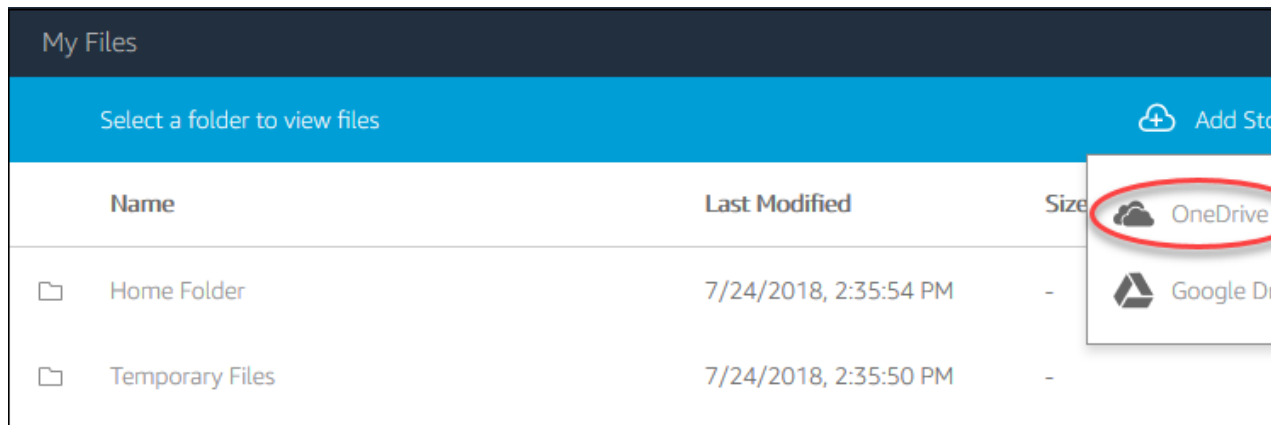 My Files
Select a folder to view files
Add Sto
Name Last Modified Size
OneDrive
Home Folder 7/24/2018, 2:35:54 PM -
Google Dr
Temporary Files 7/24/2018, 2:35:50 PM -